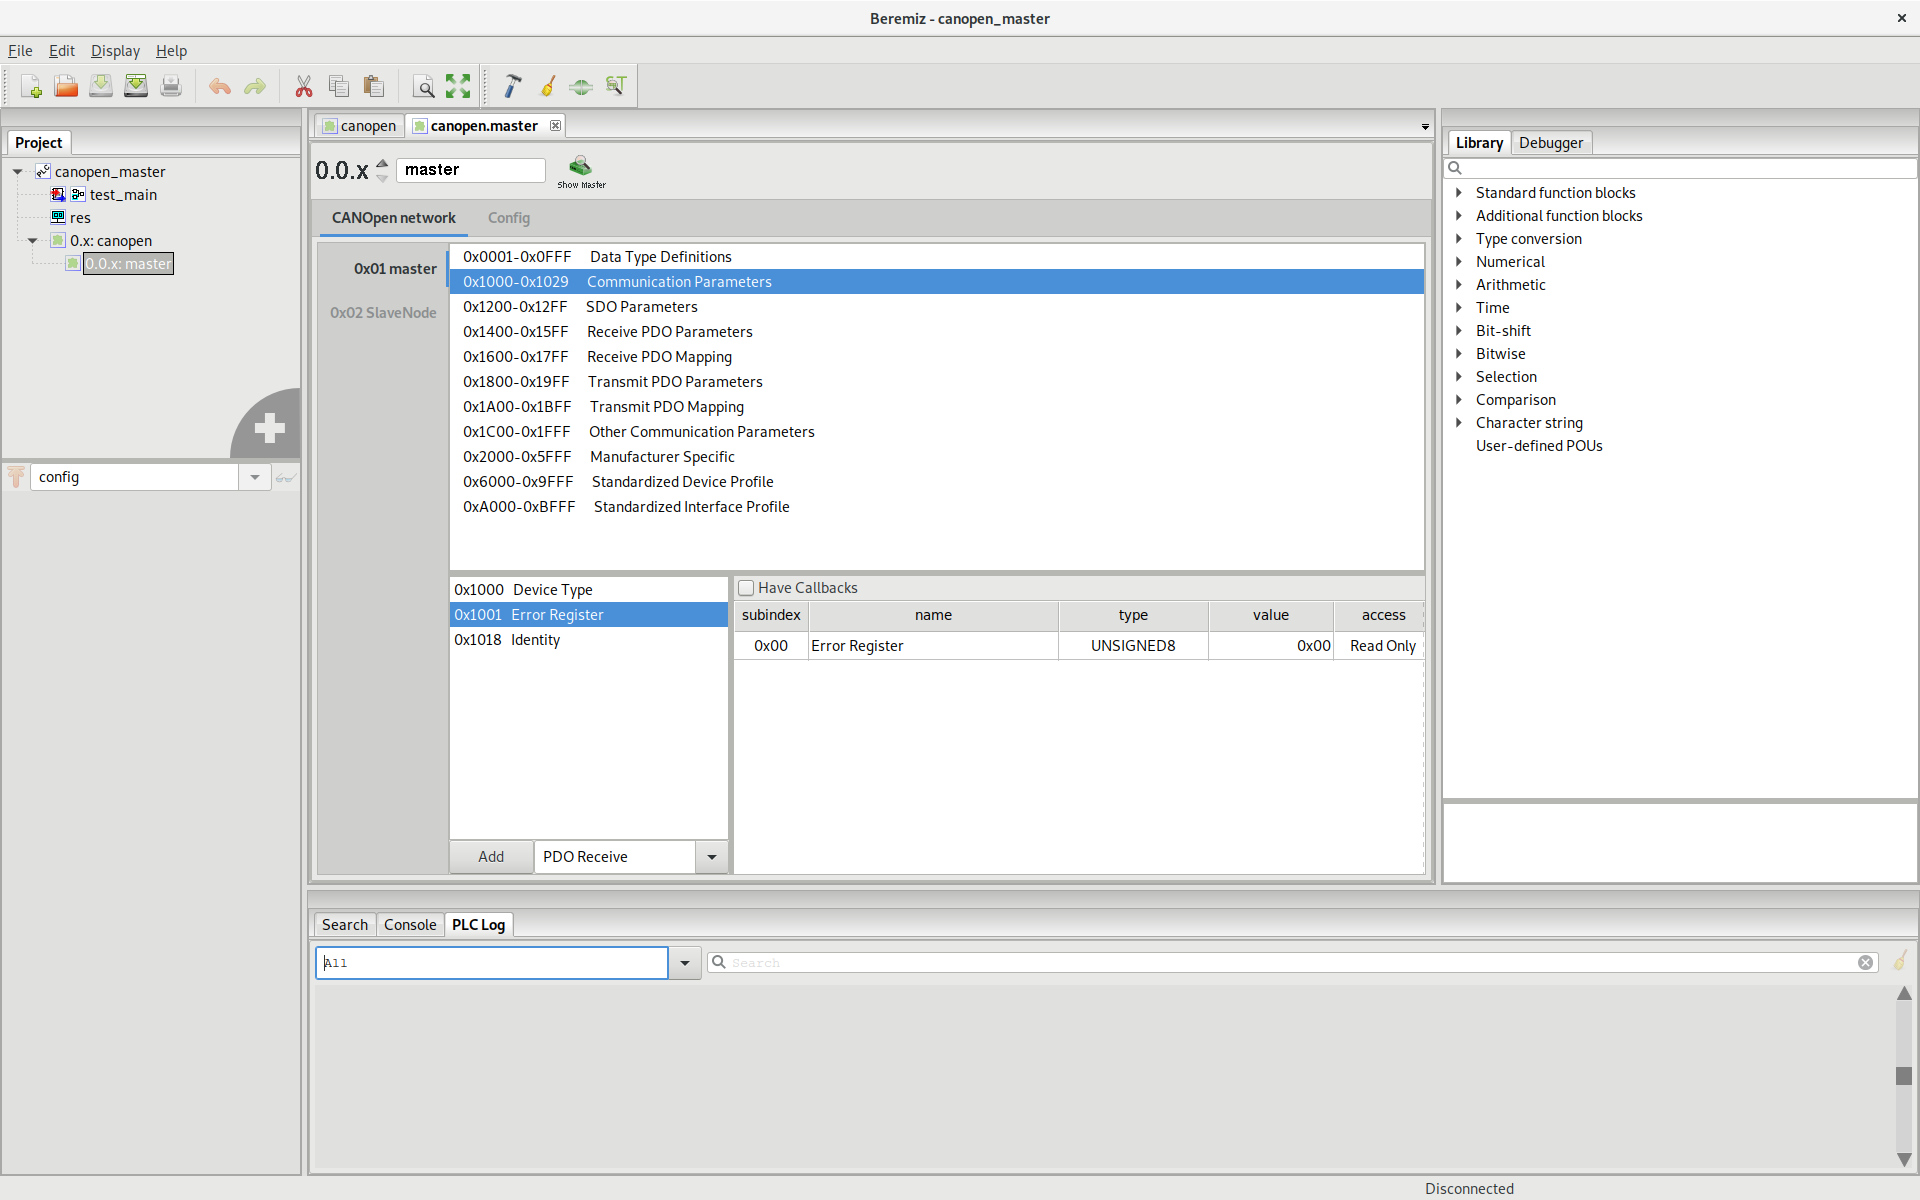 Beremiz - canopen_master
File Edit Display Help
Project
canopen_master
test_main
res
0.x: canopen
0.0.x: master
config
canopen canopen.master
0.0.x master Show Master
CANOpen network Config
0x01 master
0x02 SlaveNode
0x0001-0x0FFF Data Type Definitions
0x1000-0x1029 Communication Parameters
0x1200-0x12FF SDO Parameters
0x1400-0x15FF Receive PDO Parameters
0x1600-0x17FF Receive PDO Mapping
0x1800-0x19FF Transmit PDO Parameters
0x1A00-0x1BFF Transmit PDO Mapping
0x1C00-0x1FFF Other Communication Parameters
0x2000-0x5FFF Manufacturer Specific
0x6000-0x9FFF Standardized Device Profile
0xA000-0xBFFF Standardized Interface Profile
0x1000 Device Type
0x1001 Error Register
0x1018 Identity
Add PDO Receive
Have Callbacks
subindex name type value access
0x00 Error Register UNSIGNED8 0x00 Read Only
Library Debugger
Standard function blocks
Additional function blocks
Type conversion
Numerical
Arithmetic
Time
Bit-shift
Bitwise
Selection
Comparison
Character string
User-defined POUs
Search Console PLC Log
All Search
Disconnected